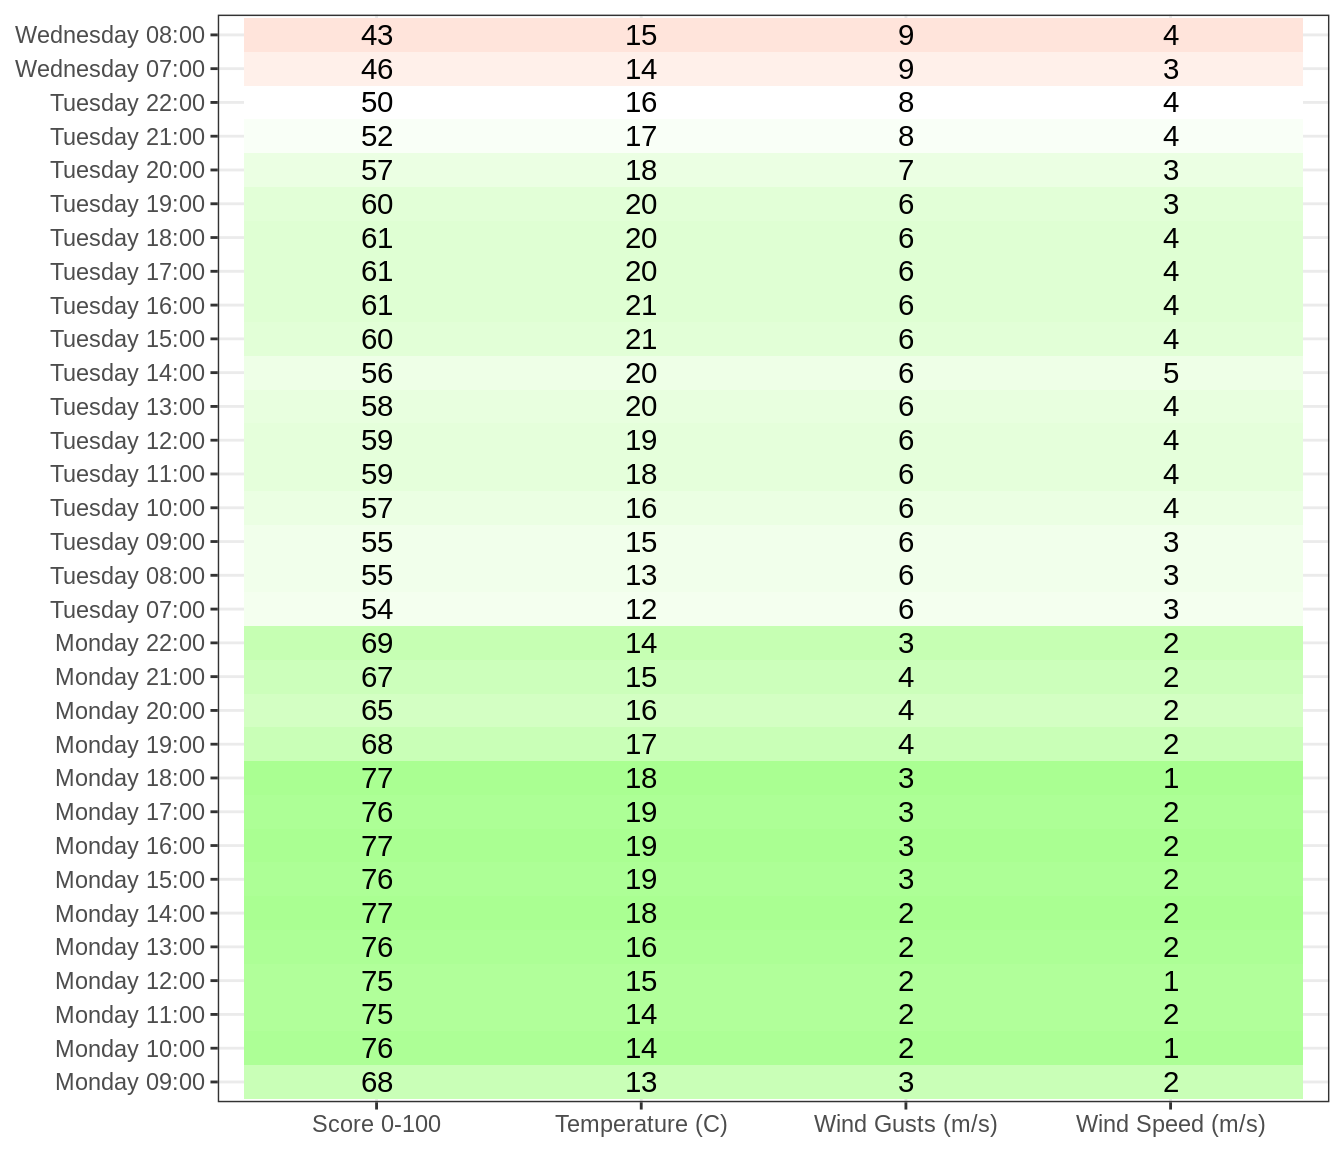 Wednesday 08:00 43 15 9 4
Wednesday 07:00 46 14 9 3
Tuesday 22:00 50 16 8 4
Tuesday 21:00 52 17 8 4
Tuesday 20:00 57 18 7 3
Tuesday 19:00 60 20 6 3
Tuesday 18:00 61 20 6 4
Tuesday 17:00 61 20 6 4
Tuesday 16:00 61 21 6 4
Tuesday 15:00 60 21 6 4
Tuesday 14:00 56 20 6 5
Tuesday 13:00 58 20 6 4
Tuesday 12:00 59 19 6 4
Tuesday 11:00 59 18 6 4
Tuesday 10:00 57 16 6 4
Tuesday 09:00 55 15 6 3
Tuesday 08:00 55 13 6 3
Tuesday 07:00 54 12 6 3
Monday 22:00 69 14 3 2
Monday 21:00 67 15 4 2
Monday 20:00 65 16 4 2
Monday 19:00 68 17 4 2
Monday 18:00 77 18 3 1
Monday 17:00 76 19 3 2
Monday 16:00 77 19 3 2
Monday 15:00 76 19 3 2
Monday 14:00 77 18 2 2
Monday 13:00 76 16 2 2
Monday 12:00 75 15 2 1
Monday 11:00 75 14 2 2
Monday 10:00 76 14 2 1
Monday 09:00 68 13 3 2
Score 0-100 Temperature (C) Wind Gusts (m/s) Wind Speed (m/s)